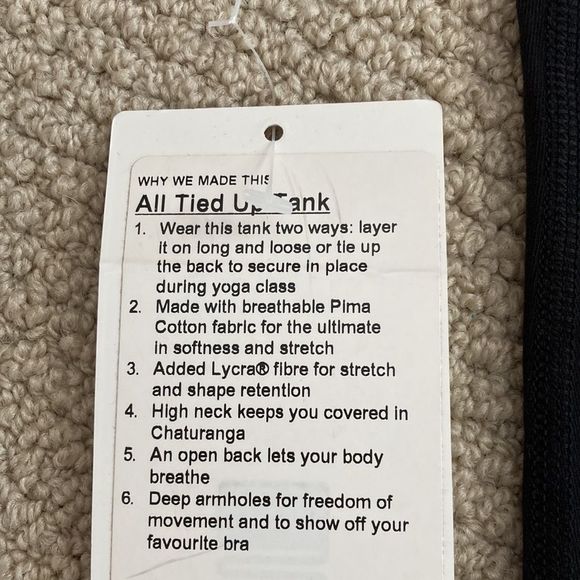 WHY WE MADE THIS
All Tied Up Tank
1. Wear this tank two ways: layer
it on long and loose or tie up
the back to secure in place
during yoga class
2. Made with breathable Pima
Cotton fabric for the ultimate
in softness and stretch
3. Added Lycra® fibre for stretch
and shape retention
4. High neck keeps you covered in
Chaturanga
5. An open back lets your body
breathe
6. Deep armholes for freedom of
movement and to show off your
favourite bra